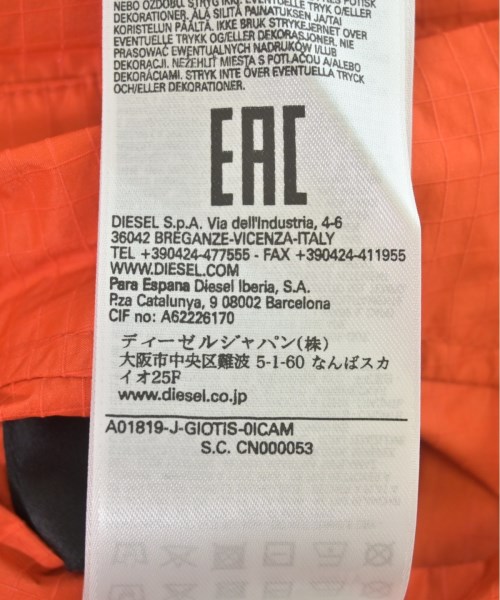 NEBO OZDOBU STRYG IKKE EVENTUELLE TRYK O/ELLER
DEKORATIONER. ÄLÄ SILITÄ PAINATUKSEN JA/TAI
KORISTELUN PÄÄLTÄ. IKKE BRUK STRYKEJERNET OVER
EVENTUELLE TRYKK OG/ELLER DEKORASJONER. NIE
PRASOWAĆ EWENTUALNYCH NADRUKÓW I/LUB
DEKORACJI. NEŽEHLIŤ MIESTA S POTLAČOU A/ALEBO
DEKORÁCIAMI. STRYK INTE ÖVER EVENTUELLA TRYCK
OCH/ELLER DEKORATIONER.
EAC
DIESEL S.p.A. Via dell'Industria, 4-6
36042 BREGANZE-VICENZA-ITALY
TEL +390424-477555 - FAX +390424-411955
WWW.DIESEL.COM
Para Espana Diesel Iberia, S.A.
P.za Catalunya, 9 08002 Barcelona
CIF no: A62226170
ディーゼルジャパン(株)
大阪市中央区難波 5-1-60 なんばスカ
イオ25F
www.diesel.co.jp
A01819-J-GIOTIS-0ICAM
S.C. CN000053